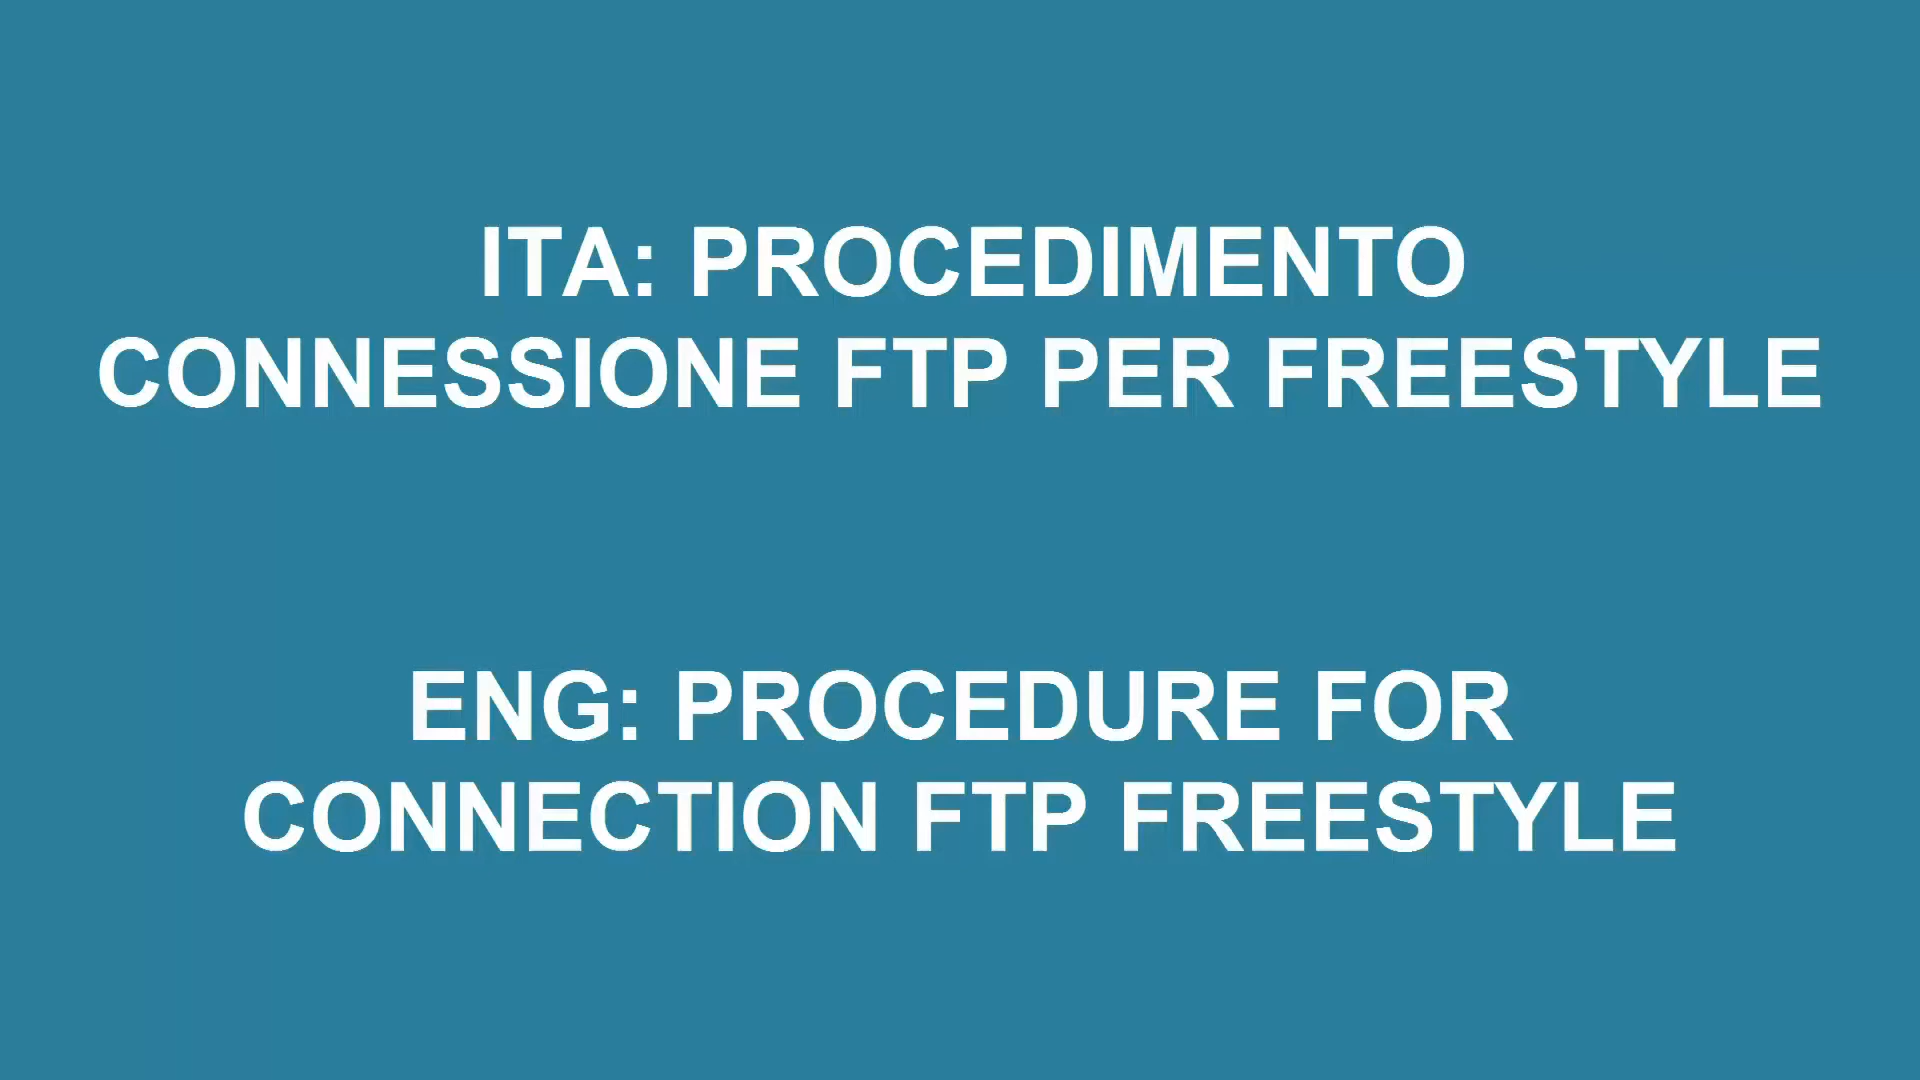 ITA: PROCEDIMENTO
CONNESSIONE FTP PER FREESTYLE
ENG: PROCEDURE FOR
CONNECTION FTP FREESTYLE